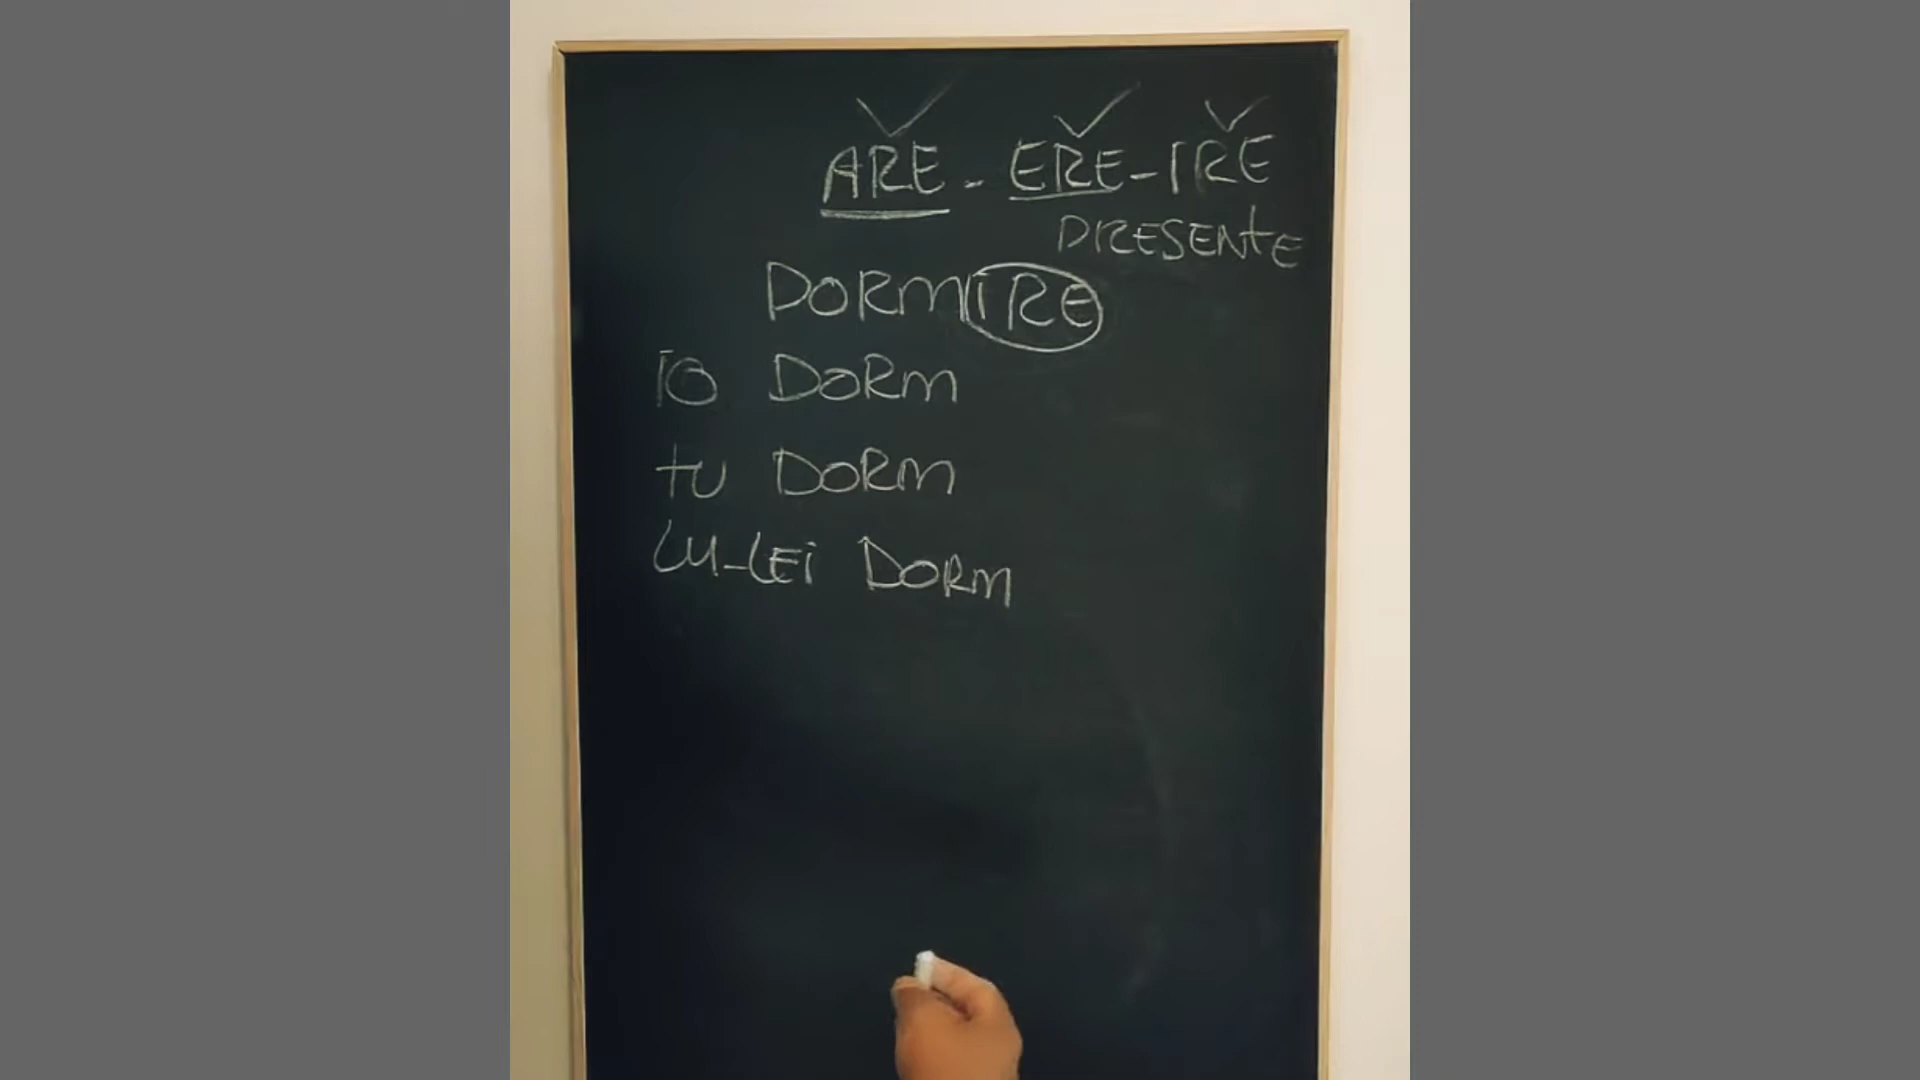 ARE - ERE - IRE
PRESENTE
DORMIRE
IO DORM
tU DORM
LUI-LEI DORM